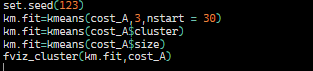 set.seed(123)
km.fit=kmeans(cost_A,3,nstart = 30)
km.fit=kmeans(cost_A$cluster)
km.fit=kmeans(cost_A$size)
fviz_cluster(km.fit,cost_A)